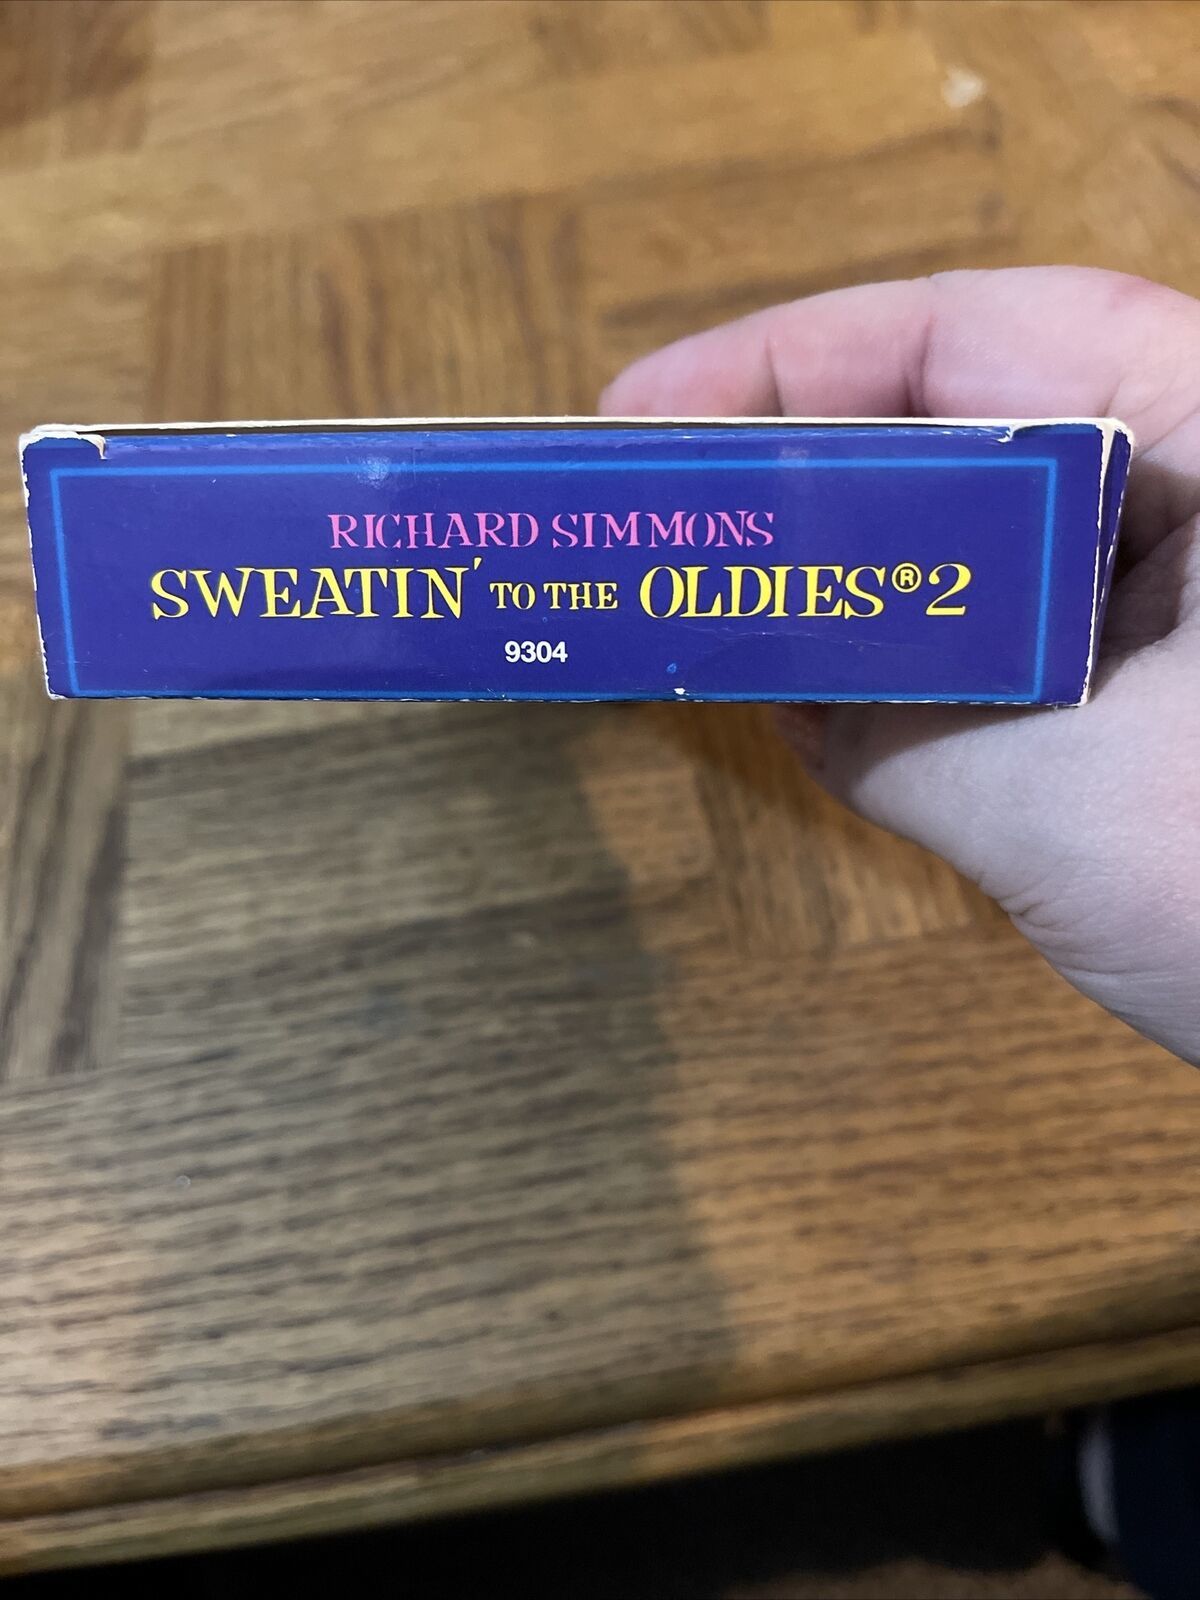 RICHARD SIMMONS
SWEATIN' TO THE OLDIES® 2
9304